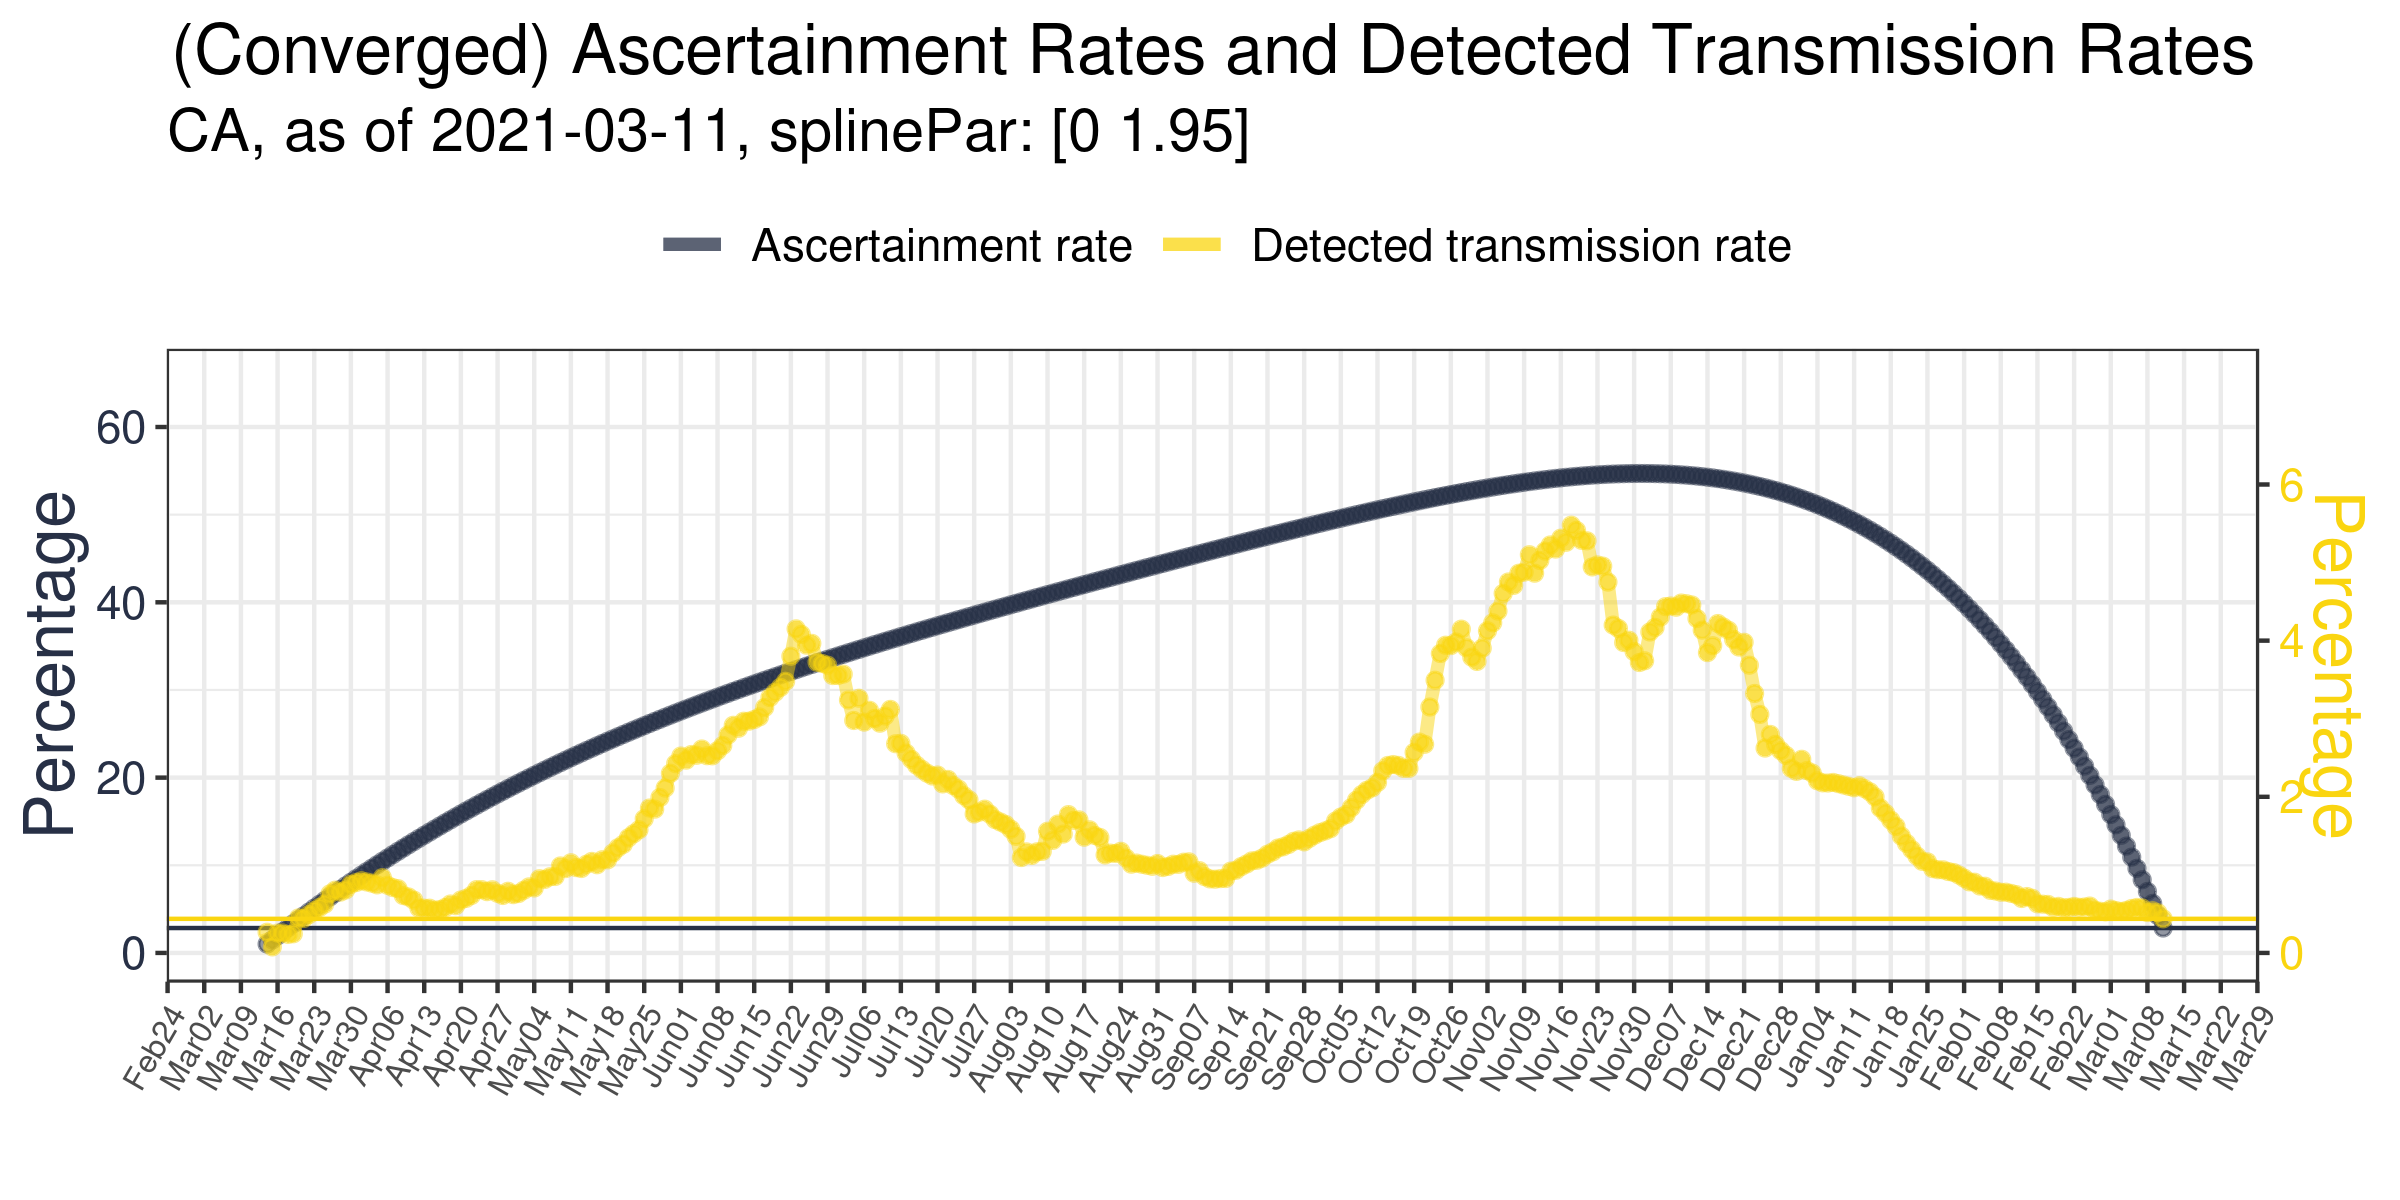 (Converged) Ascertainment Rates and Detected Transmission Rates
CA, as of 2021-03-11, splinePar: [0 1.95]
Ascertainment rate
Detected transmission rate
Percentage
60
40
20
0
6
4
2
0
Percentage
Feb24
Mar02
Mar09
Mar16
Mar23
Mar30
Apr06
Apr13
Apr20
Apr27
May04
May11
May18
May25
Jun01
Jun08
Jun15
Jun22
Jun29
Jul06
Jul13
Jul20
Jul27
Aug03
Aug10
Aug17
Aug24
Aug31
Sep07
Sep14
Sep21
Sep28
Oct05
Oct12
Oct19
Oct26
Nov02
Nov09
Nov16
Nov23
Nov30
Dec07
Dec14
Dec21
Dec28
Jan04
Jan11
Jan18
Jan25
Feb01
Feb08
Feb15
Feb22
Mar01
Mar08
Mar15
Mar22
Mar29